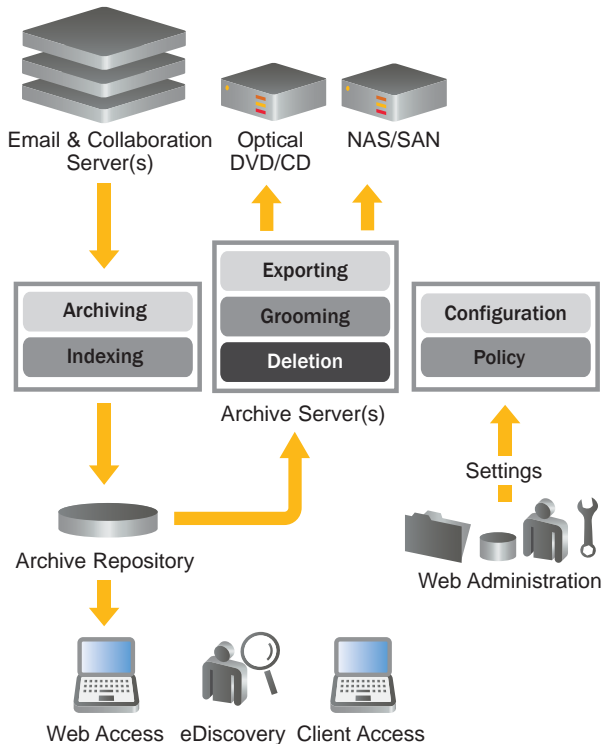 Email & Collaboration
Server(s)
Optical
DVD/CD
NAS/SAN
Archiving
Indexing
Exporting
Grooming
Deletion
Configuration
Policy
Archive Server(s)
Settings
Archive Repository
Web Administration
Web Access
eDiscovery
Client Access